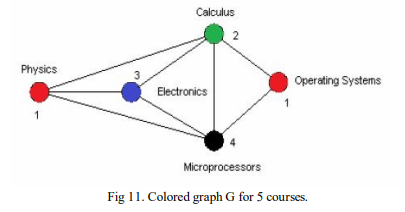 Calculus
2
Physics
3
Operating Systems
Electronics
1
1
4
Microprocessors
Fig 11. Colored graph G for 5 courses.